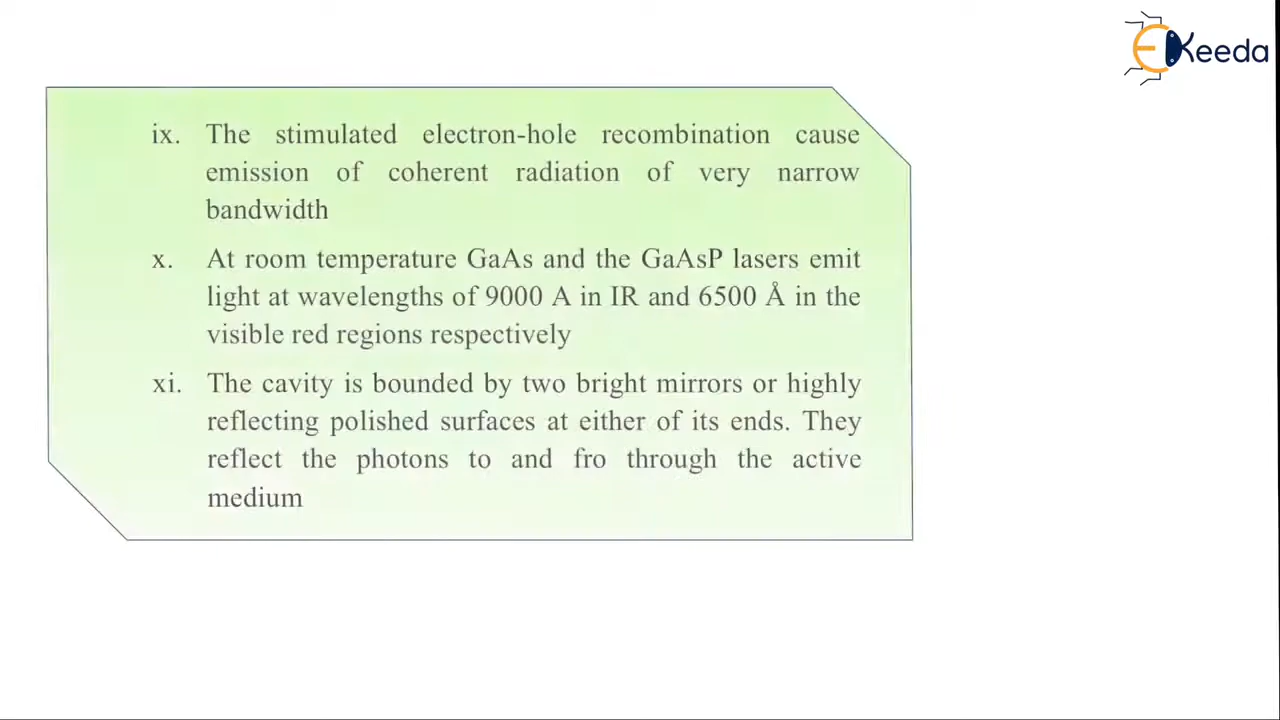 EKeeda
ix. The stimulated electron-hole recombination cause
emission of coherent radiation of very narrow
bandwidth
x. At room temperature GaAs and the GaAsP lasers emit
light at wavelengths of 9000 A in IR and 6500 Å in the
visible red regions respectively
xi. The cavity is bounded by two bright mirrors or highly
reflecting polished surfaces at either of its ends. They
reflect the photons to and fro through the active
medium